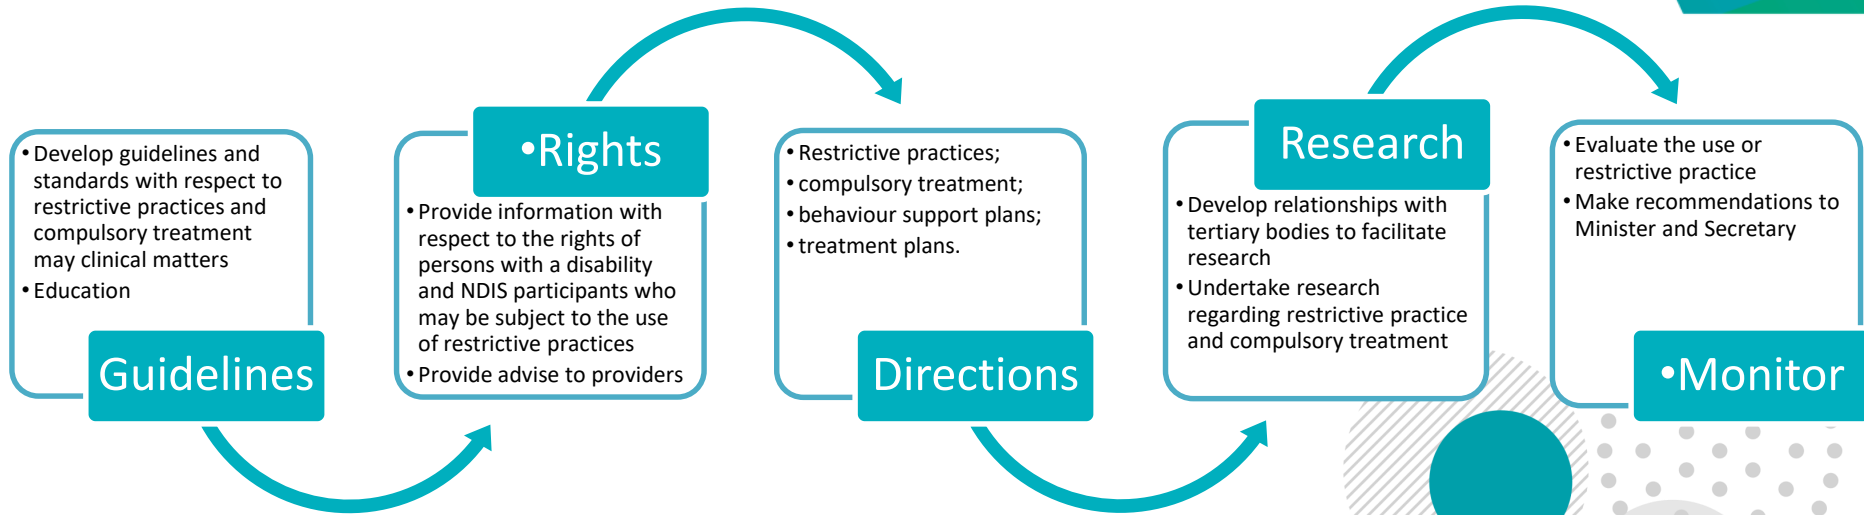 • Develop guidelines and
standards with respect to
restrictive practices and
compulsory treatment
may clinical matters
• Education
Guidelines
•Rights
• Provide information with
respect to the rights of
persons with a disability
and NDIS participants who
may be subject to the use
of restrictive practices
• Provide advise to providers
• Restrictive practices;
• compulsory treatment;
• behaviour support plans;
• treatment plans.
Directions
Research
• Develop relationships with
tertiary bodies to facilitate
research
• Undertake research
regarding restrictive practice
and compulsory treatment
• Evaluate the use or
restrictive practice
• Make recommendations to
Minister and Secretary
•Monitor